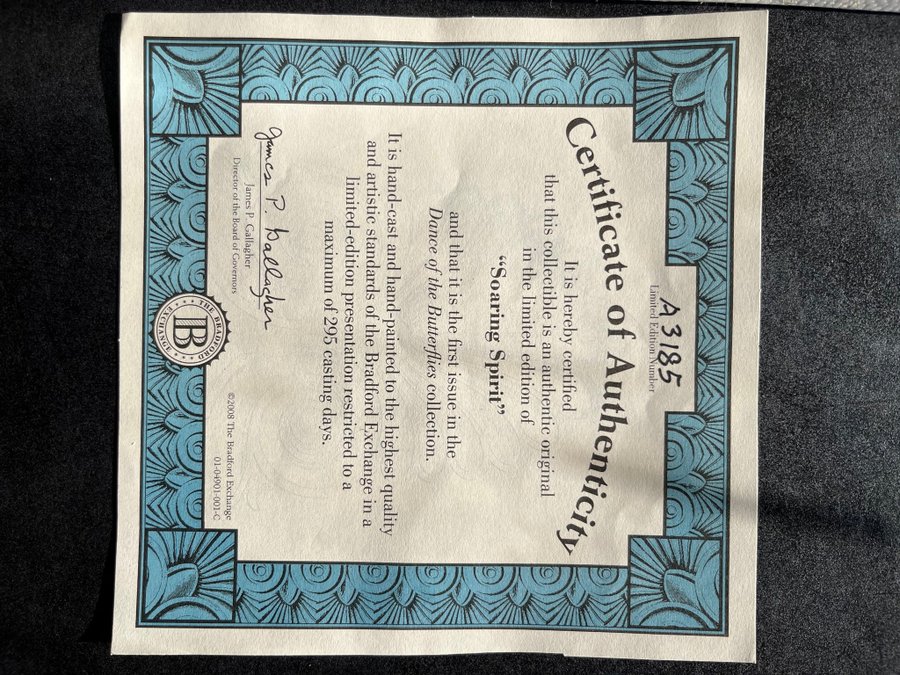 A3185
Limited Edition Number
Certificate of Authenticity
It is hereby certified
that this collectible is an authentic original
in the limited edition of
“Soaring Spirit”
and that it is the first issue in the
Dance of the Butterflies collection.
It is hand-cast and hand-painted to the highest quality
and artistic standards of the Bradford Exchange in a
limited-edition presentation restricted to a
maximum of 295 casting days.
James P. Gallagher
James P. Gallagher
Director of the Board of Governors
THE BRADFORD
EXCHANGE
B
©2008 The Bradford Exchange
01-04901-001-C